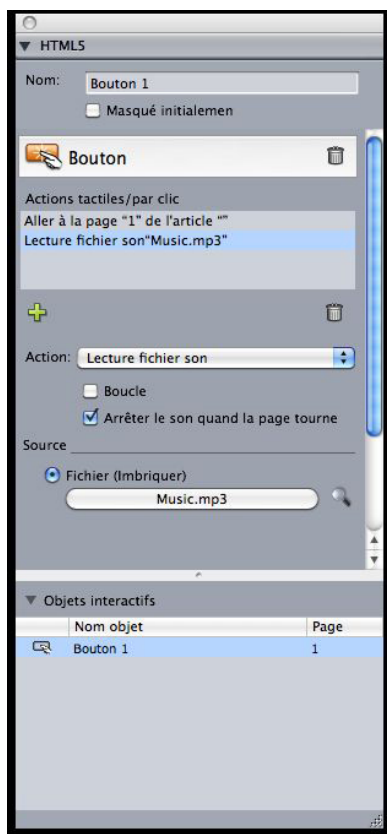 HTML5
Nom: Bouton 1
Masqué initialemen
Bouton
Actions tactiles/par clic
Aller à la page “1” de l'article “”
Lecture fichier son“Music.mp3”
Action: Lecture fichier son
Boucle
Arrêter le son quand la page tourne
Source
Fichier (Imbriquer)
Music.mp3
Objets interactifs
Nom objet Page
Bouton 1 1